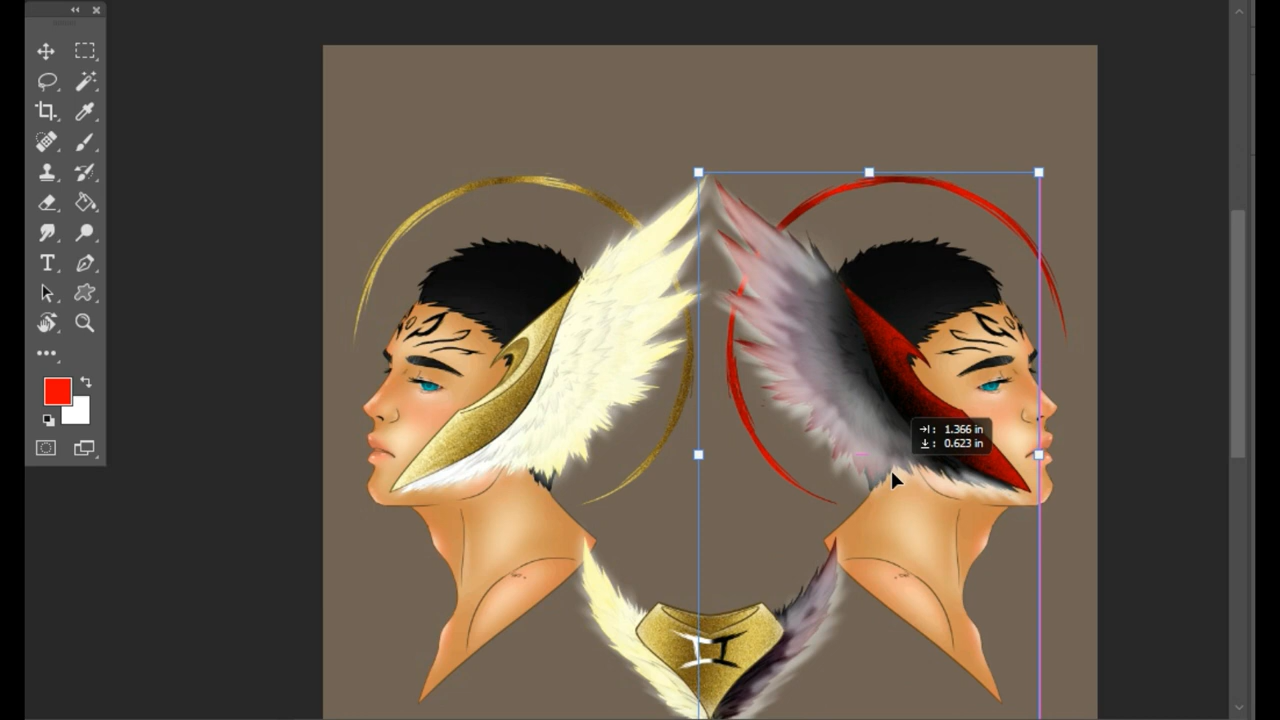 →I : 1.366 in
↓ : 0.623 in